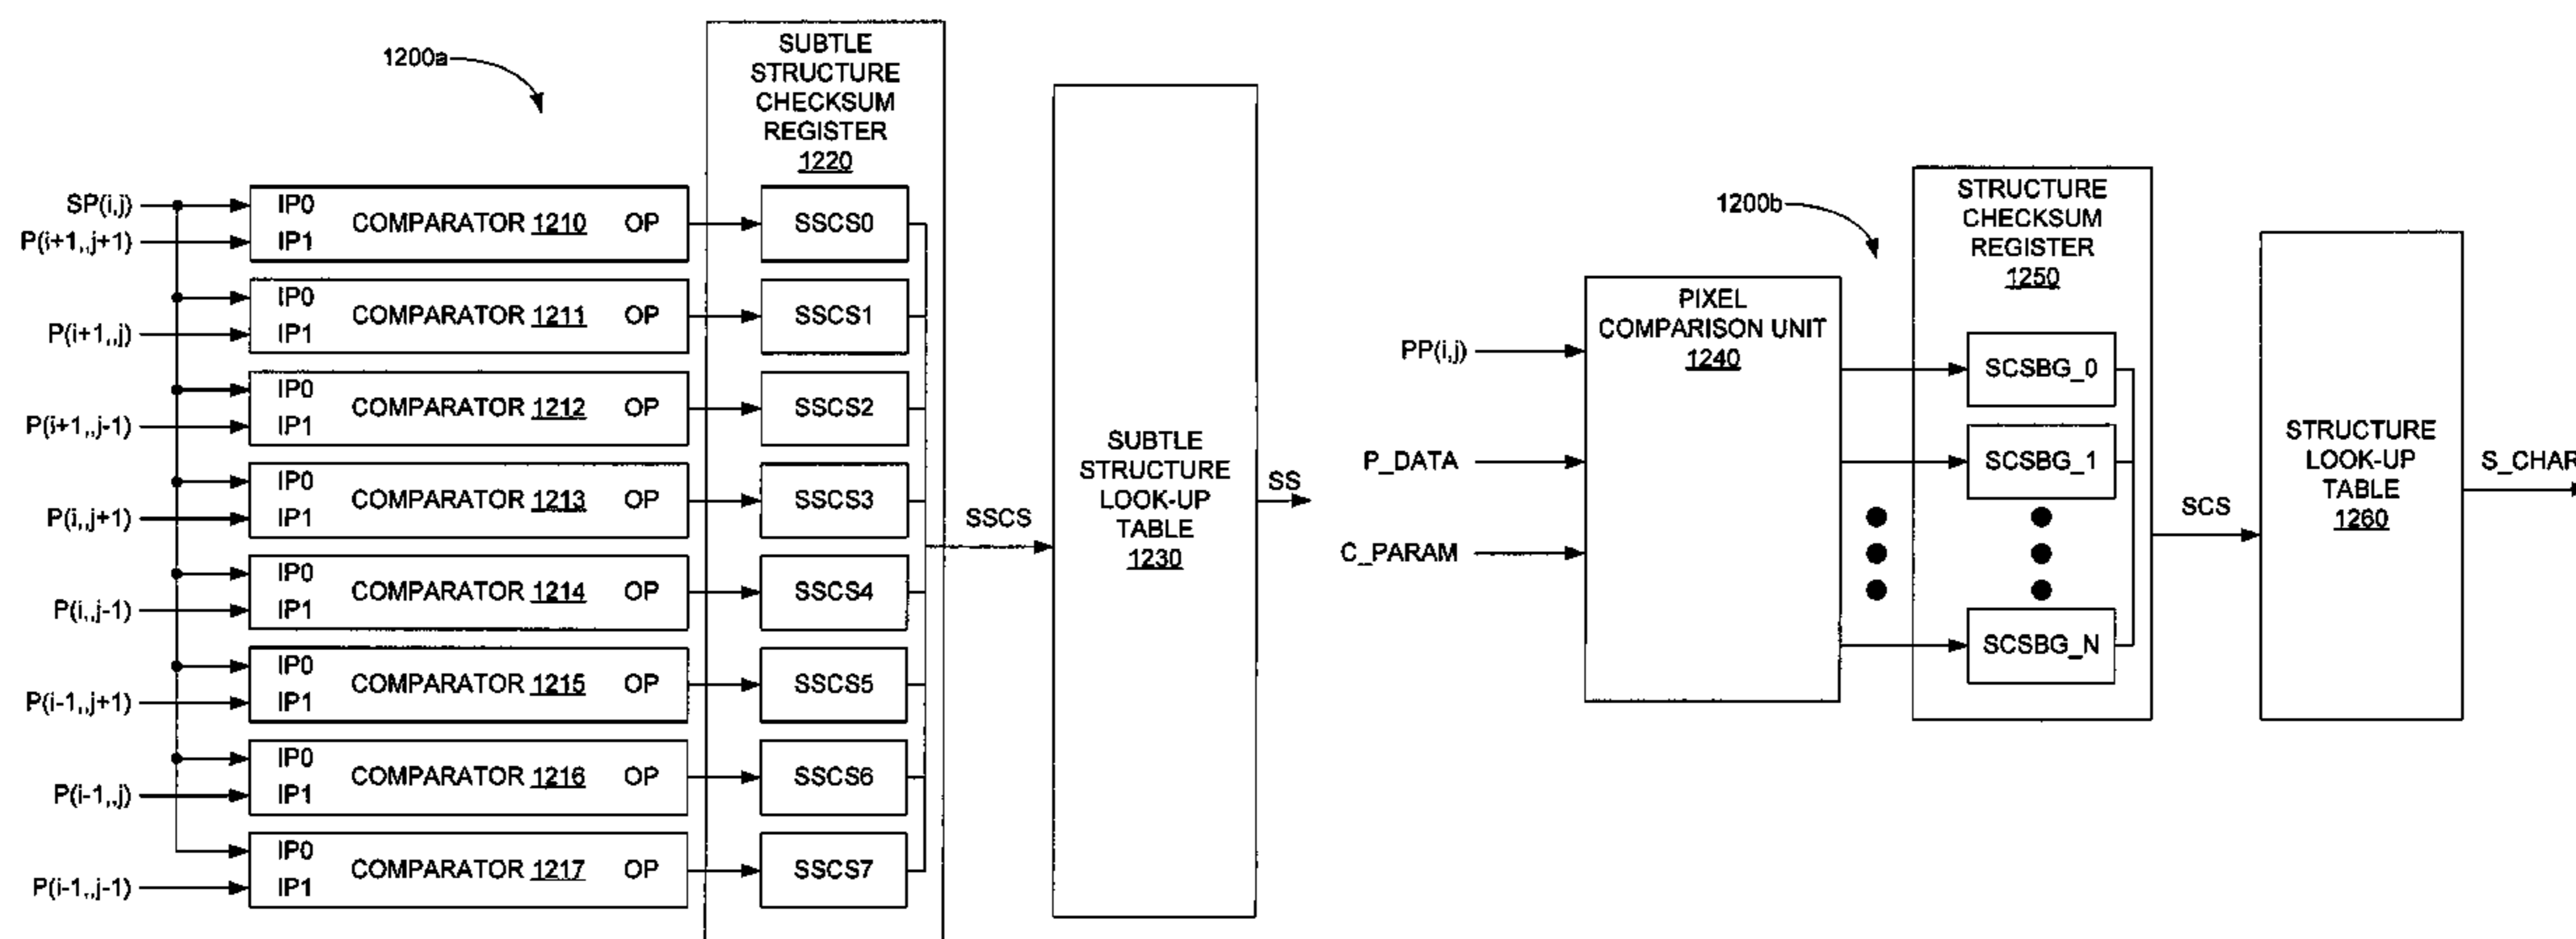 1200a
SUBTLE
STRUCTURE
CHECKSUM
REGISTER
1220
SP(i,j)
P(i+1,,j+1)
IP0
IP1
COMPARATOR 1210
OP
SSCS0
P(i+1,,j)
IP0
IP1
COMPARATOR 1211
OP
SSCS1
P(i+1,,j-1)
IP0
IP1
COMPARATOR 1212
OP
SSCS2
P(i,,j+1)
IP0
IP1
COMPARATOR 1213
OP
SSCS3
P(i,,j-1)
IP0
IP1
COMPARATOR 1214
OP
SSCS4
P(i-1,,j+1)
IP0
IP1
COMPARATOR 1215
OP
SSCS5
P(i-1,,j)
IP0
IP1
COMPARATOR 1216
OP
SSCS6
P(i-1,,j-1)
IP0
IP1
COMPARATOR 1217
OP
SSCS7
SSCS
SUBTLE
STRUCTURE
LOOK-UP
TABLE
1230
SS
1200b
PP(i,j)
P_DATA
C_PARAM
PIXEL
COMPARISON UNIT
1240
STRUCTURE
CHECKSUM
REGISTER
1250
SCSBG_0
SCSBG_1
SCSBG_N
SCS
STRUCTURE
LOOK-UP
TABLE
1260
S_CHAR